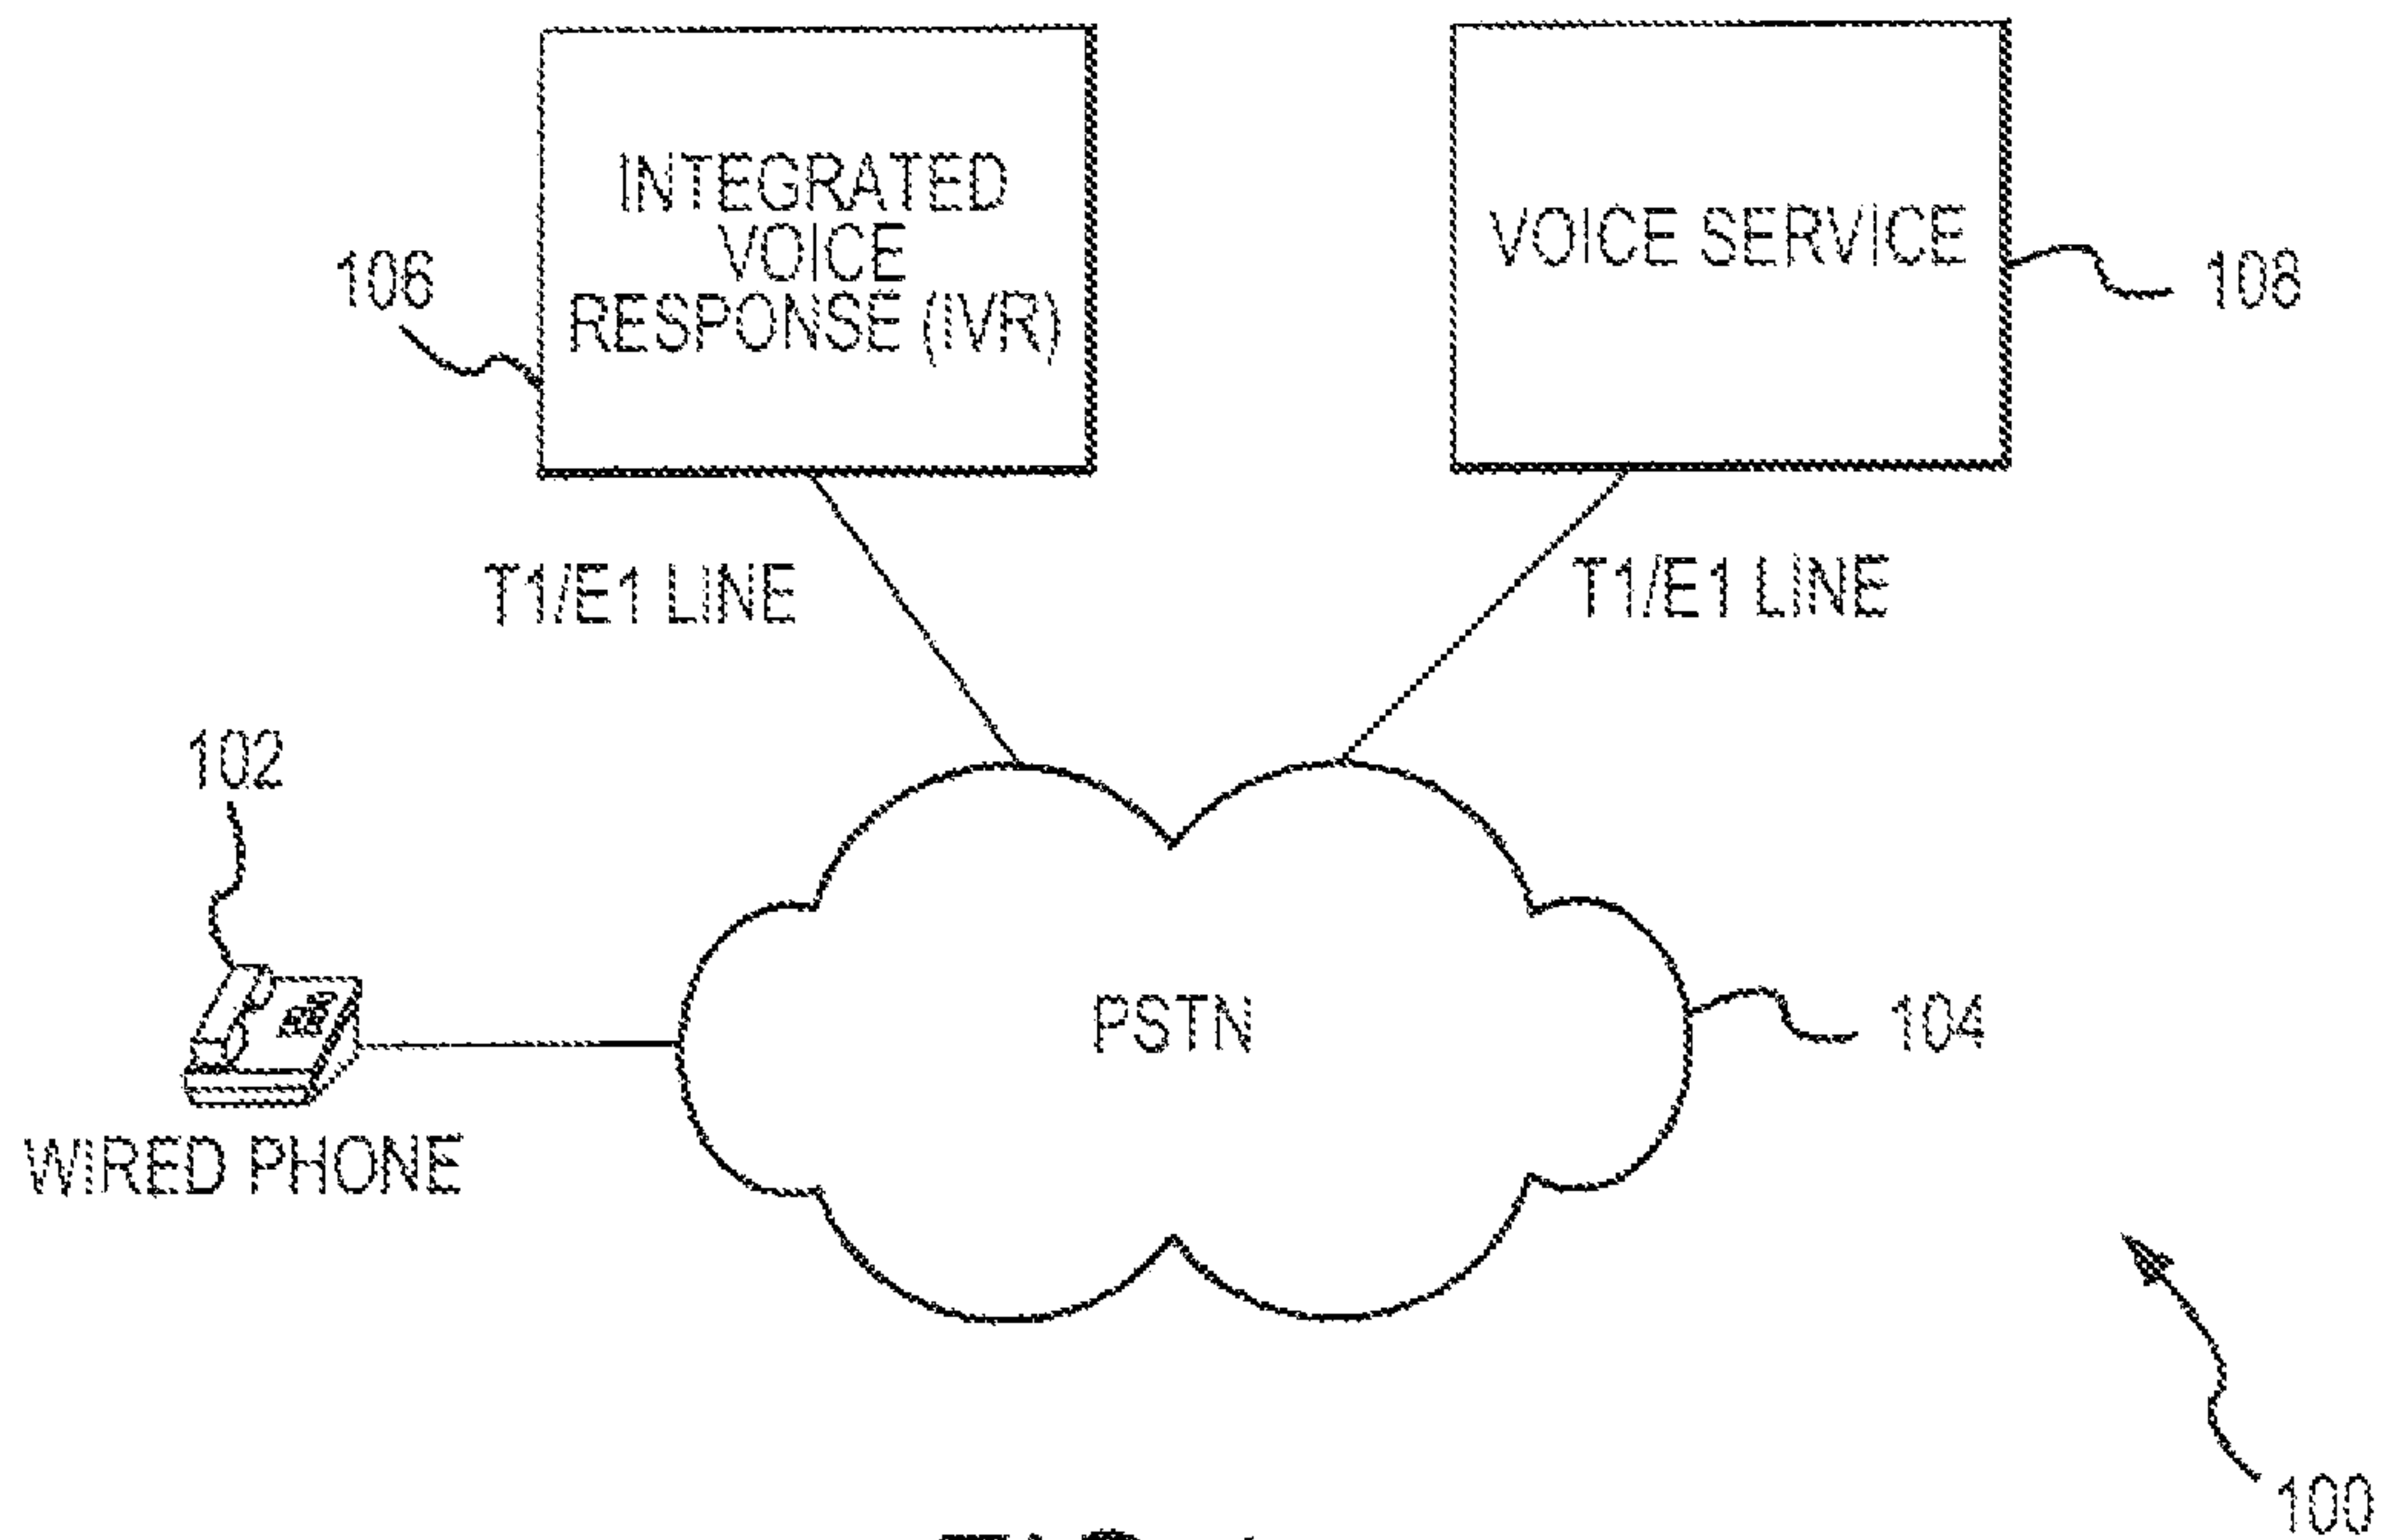 INTEGRATED
VOICE
RESPONSE (IVR)
106
VOICE SERVICE
108
T1/E1 LINE
T1/E1 LINE
102
PSTN
104
WIRED PHONE
100